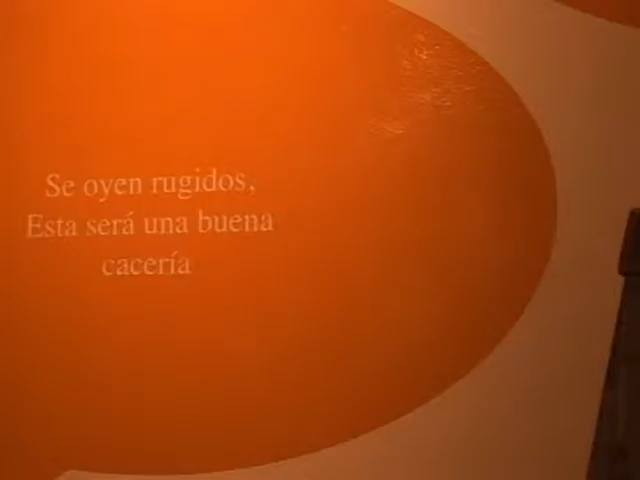 Se oyen rugidos,
Esta será una buena
cacería